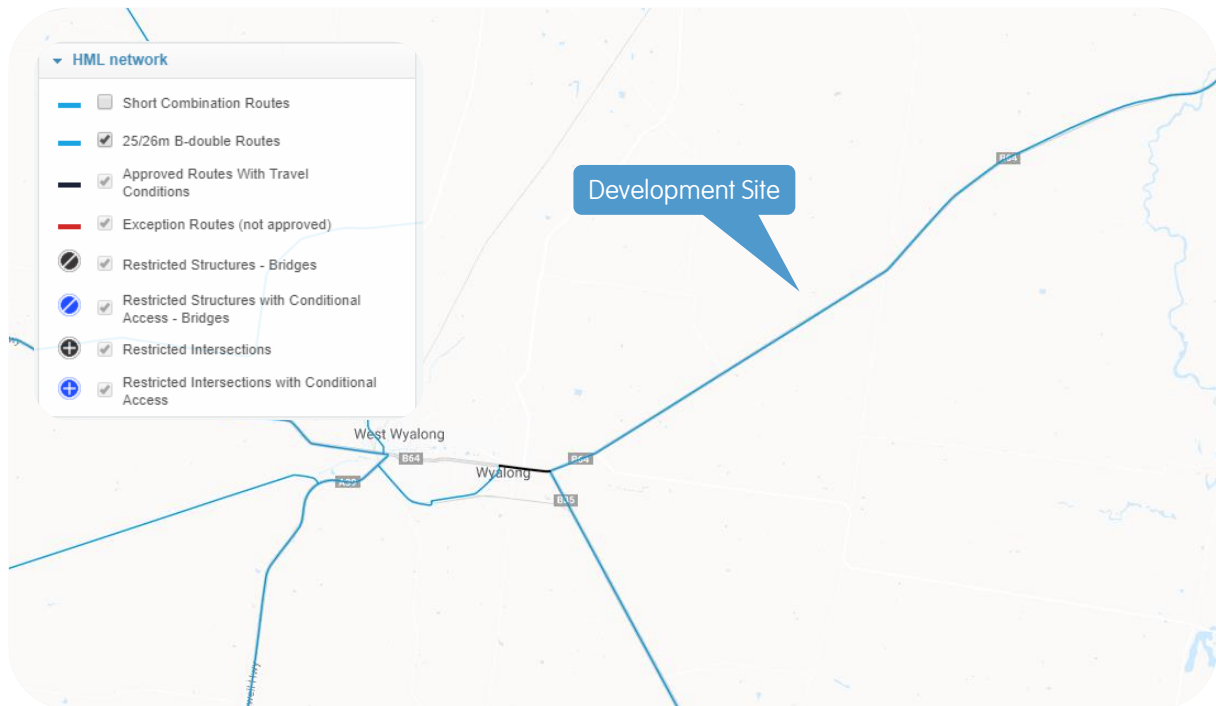 HML network
Short Combination Routes
25/26m B-double Routes
Approved Routes With Travel
Conditions
Exception Routes (not approved)
Restricted Structures - Bridges
Restricted Structures with Conditional
Access - Bridges
Restricted Intersections
Restricted Intersections with Conditional
Access
B64
Development Site
West Wyalong
B64
B64
Wyalong
A39
B85